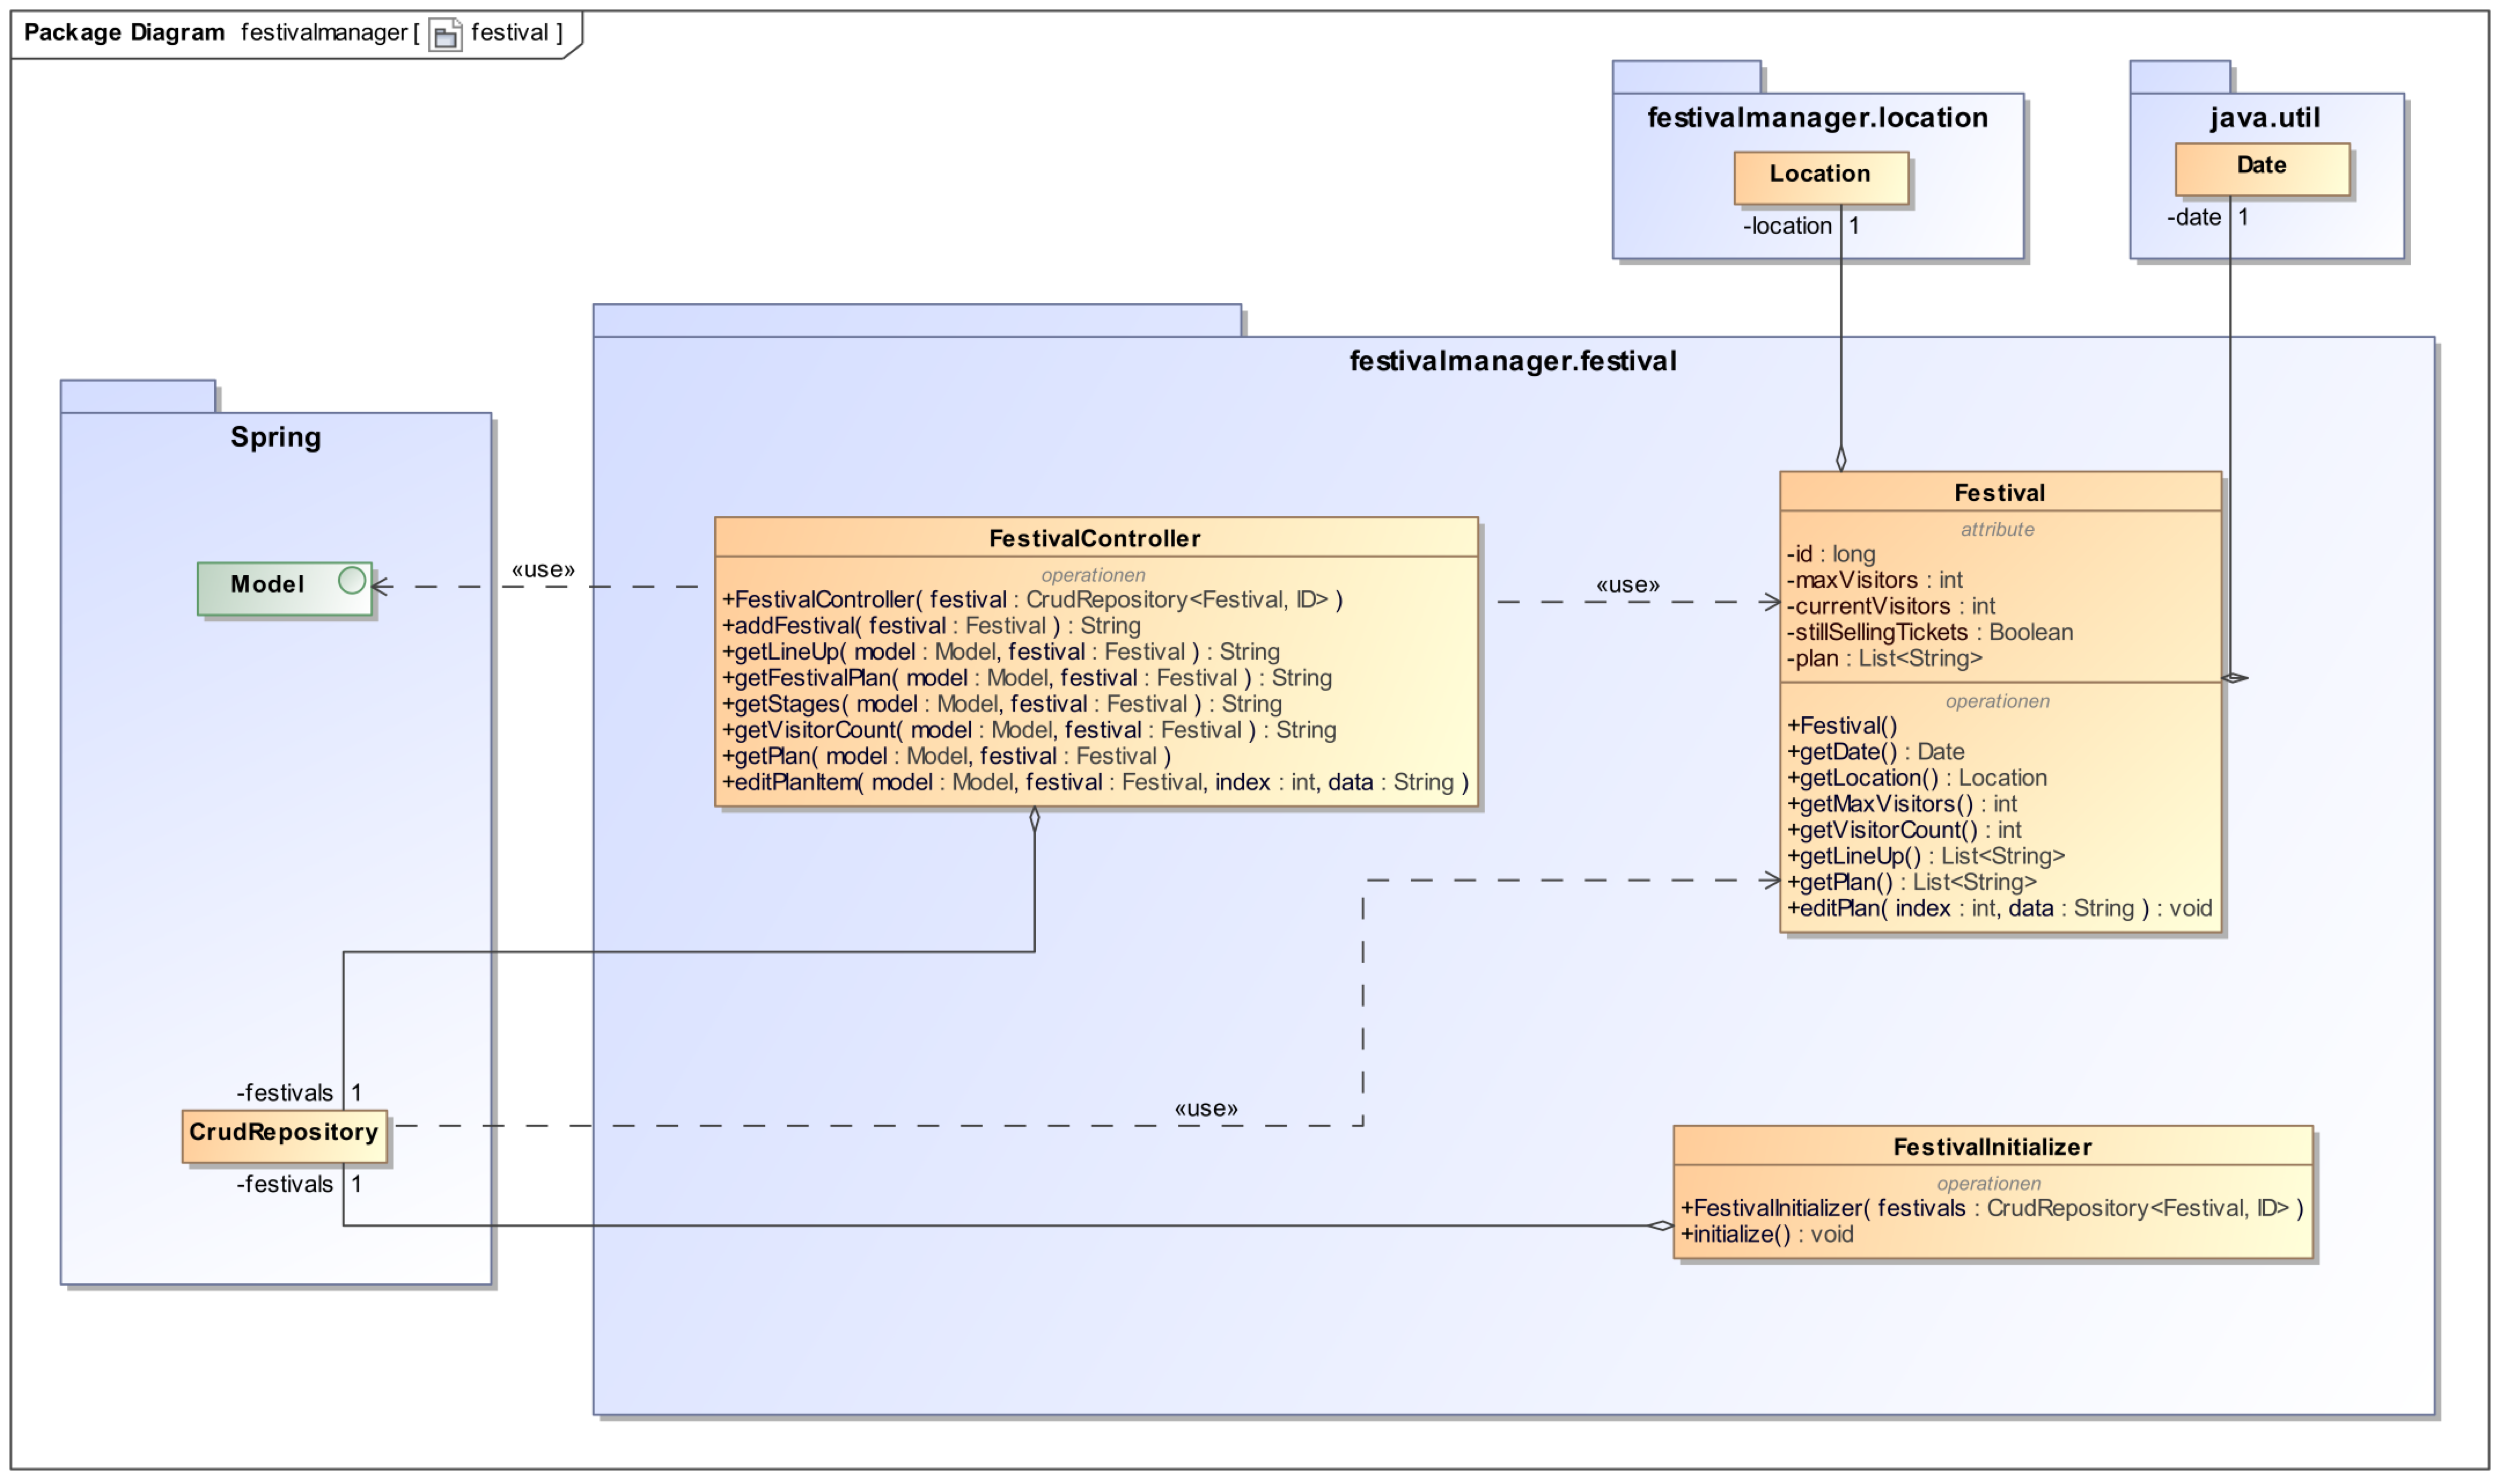 Package Diagram festivalmanager [ festival ]
festivalmanager.location
Location
-location 1
java.util
Date
-date 1
festivalmanager.festival
Spring
Model
«use»
FestivalController
operationen
+FestivalController( festival : CrudRepository<Festival, ID> )
+addFestival( festival : Festival ) : String
+getLineUp( model : Model, festival : Festival ) : String
+getFestivalPlan( model : Model, festival : Festival ) : String
+getStages( model : Model, festival : Festival ) : String
+getVisitorCount( model : Model, festival : Festival ) : String
+getPlan( model : Model, festival : Festival )
+editPlanItem( model : Model, festival : Festival, index : int, data : String )
«use»
Festival
attribute
-id : long
-maxVisitors : int
-currentVisitors : int
-stillSellingTickets : Boolean
-plan : List<String>
operationen
+Festival()
+getDate() : Date
+getLocation() : Location
+getMaxVisitors() : int
+getVisitorCount() : int
+getLineUp() : List<String>
+getPlan() : List<String>
+editPlan( index : int, data : String ) : void
-festivals 1
CrudRepository
-festivals 1
«use»
FestivalInitializer
operationen
+FestivalInitializer( festivals : CrudRepository<Festival, ID> )
+initialize() : void